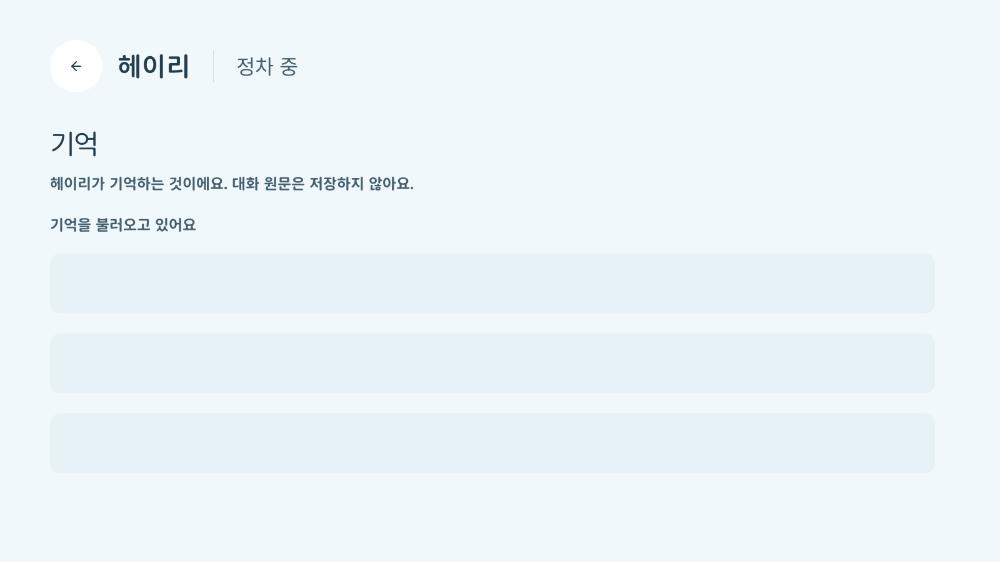 헤이리 정차 중
기억
헤이리가 기억하는 것이에요. 대화 원문은 저장하지 않아요.
기억을 불러오고 있어요